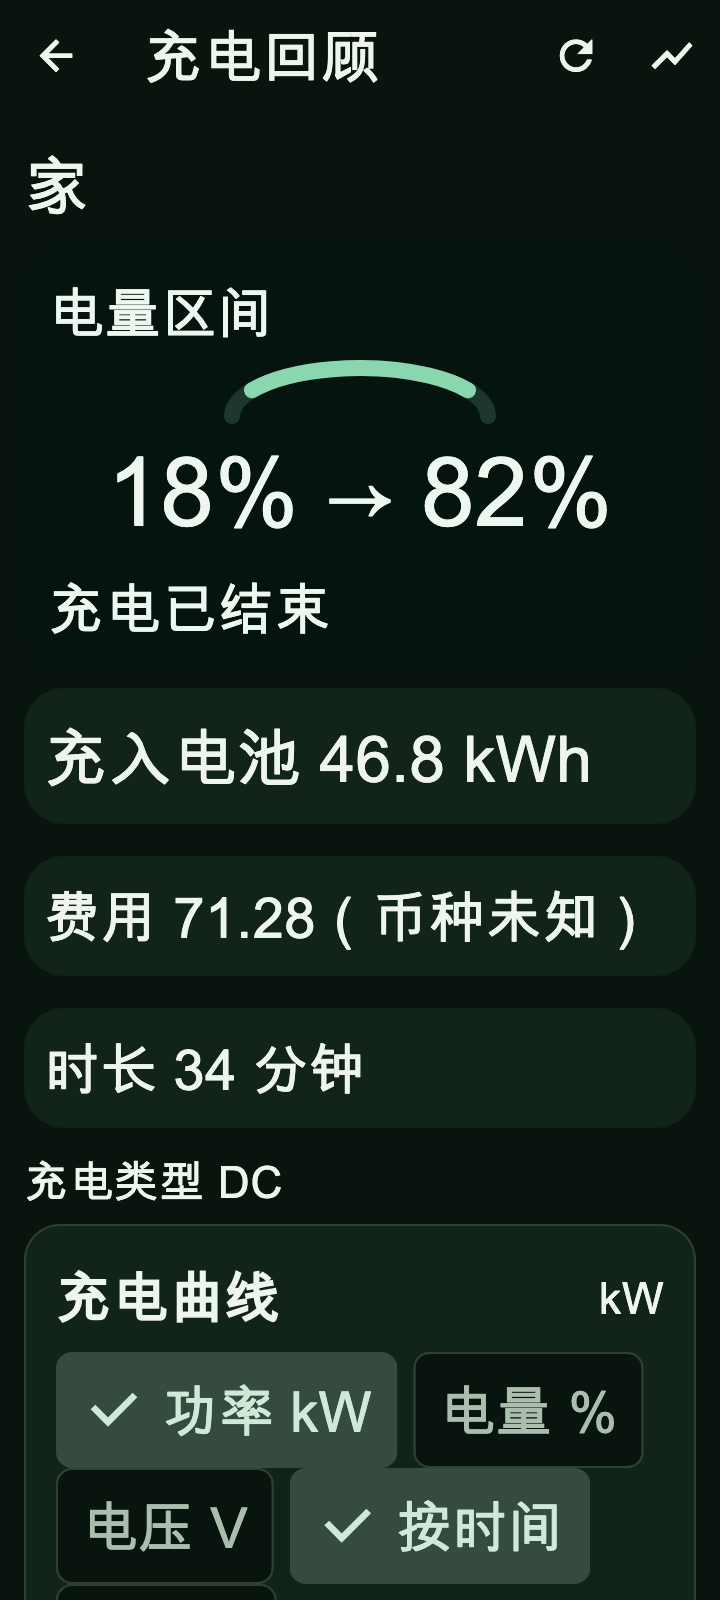 充电回顾
家
电量区间
18% → 82%
充电已结束
充入电池 46.8 kWh
费用 71.28（币种未知）
时长 34 分钟
充电类型 DC
充电曲线 kW
功率 kW 电量 %
电压 V 按时间